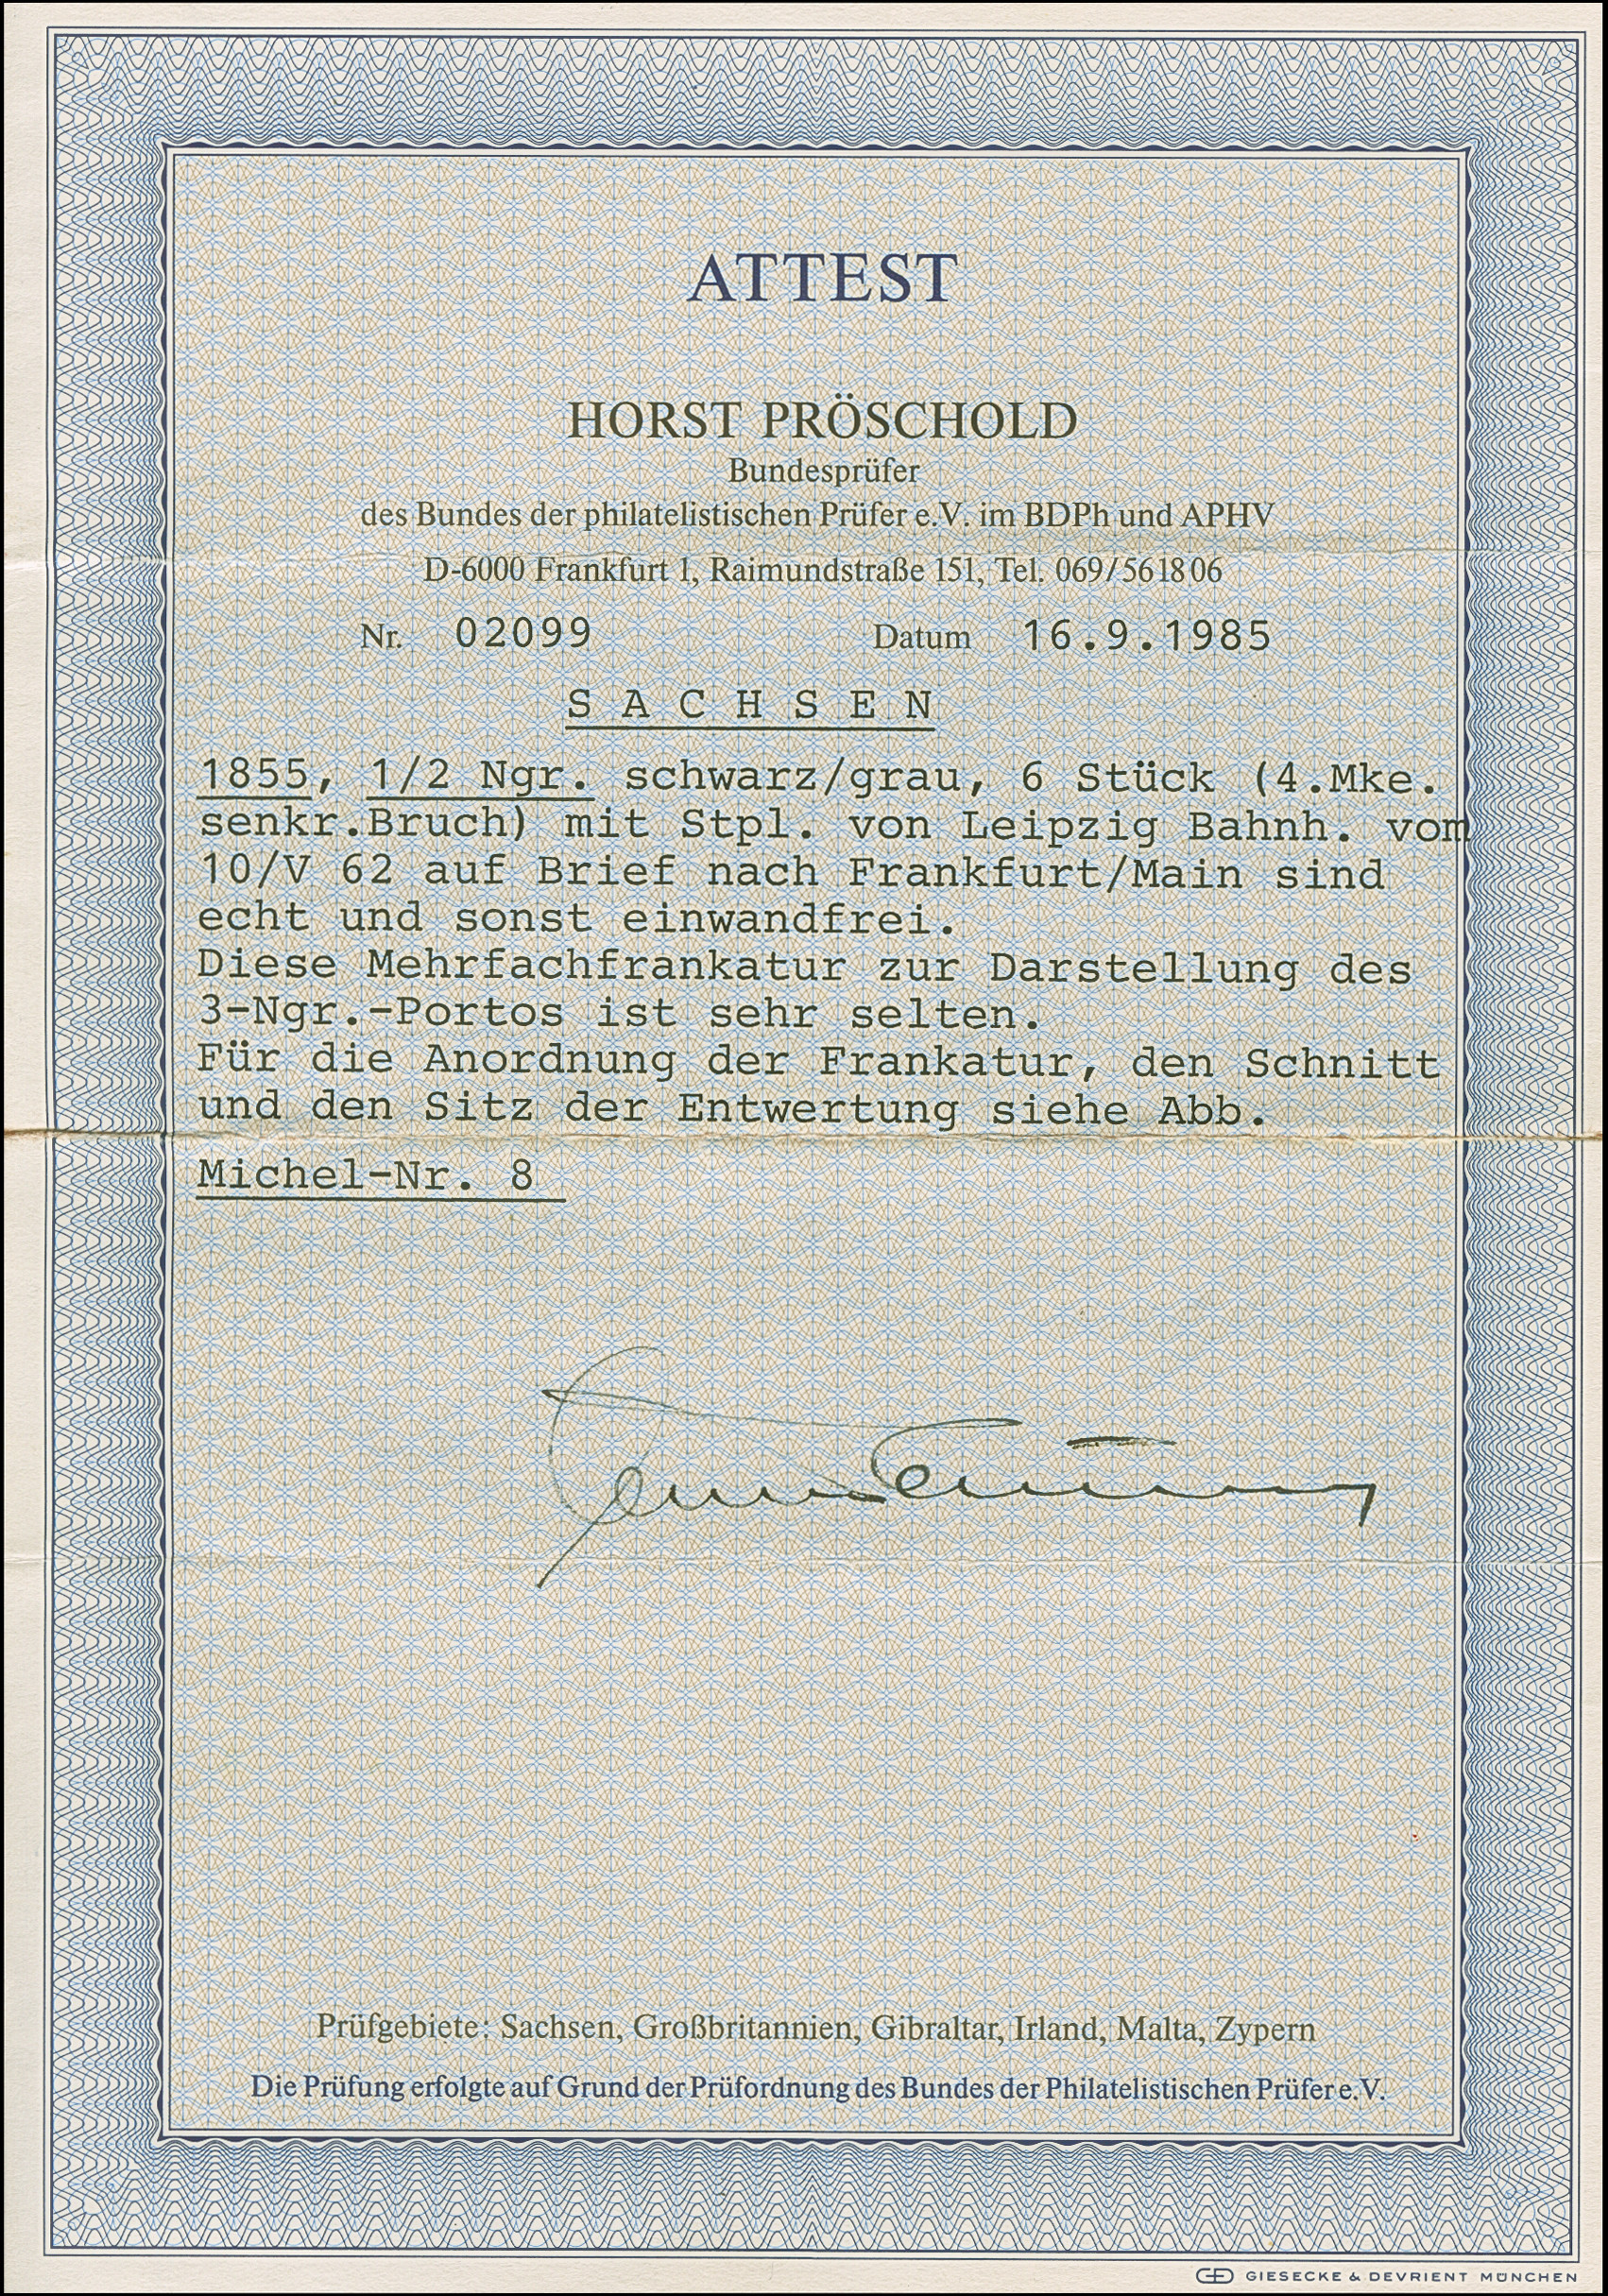 ATTEST
HORST PRÖSCHOLD
Bundesprüfer
des Bundes der philatelistischen Prüfer e.V. im BDPh und APHV
D-6000 Frankfurt 1, Raimundstraße 151, Tel. 069/561806
Nr. 02099 Datum 16.9.1985
S A C H S E N
1855, 1/2 Ngr. schwarz/grau, 6 Stück (4.Mke.
senkr.Bruch) mit Stpl. von Leipzig Bahnh. vom
10/V 62 auf Brief nach Frankfurt/Main sind
echt und sonst einwandfrei.
Diese Mehrfachfrankatur zur Darstellung des
3-Ngr.-Portos ist sehr selten.
Für die Anordnung der Frankatur, den Schnitt
und den Sitz der Entwertung siehe Abb.
Michel-Nr. 8
Prüfgebiete: Sachsen, Großbritannien, Gibraltar, Irland, Malta, Zypern
Die Prüfung erfolgte auf Grund der Prüfordnung des Bundes der Philatelistischen Prüfer e.V.
GIESECKE & DEVRIENT MÜNCHEN